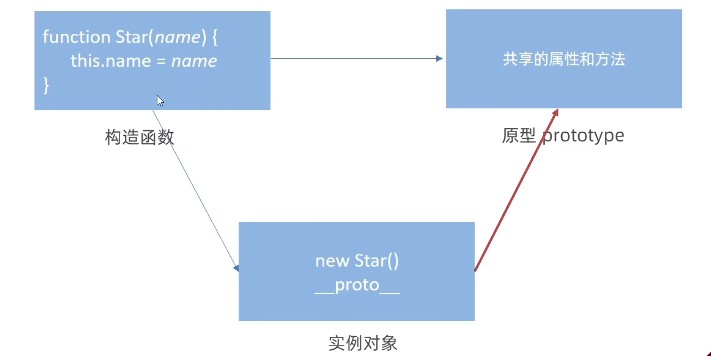 function Star(name) {
this.name = name
}
共享的属性和方法
构造函数
原型 prototype
new Star()
__proto__
实例对象